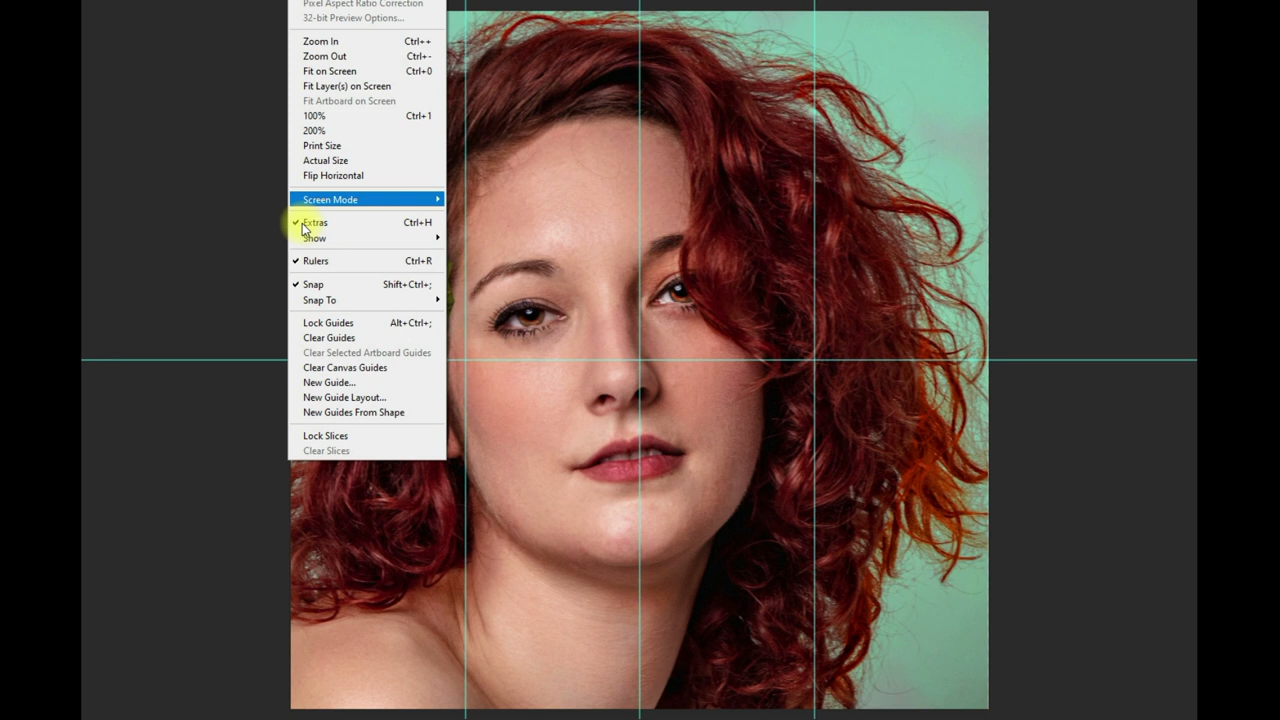 Pixel Aspect Ratio Correction
32-bit Preview Options...
Zoom In Ctrl++
Zoom Out Ctrl+-
Fit on Screen Ctrl+0
Fit Layer(s) on Screen
Fit Artboard on Screen
100% Ctrl+1
200%
Print Size
Actual Size
Flip Horizontal
Screen Mode
Extras Ctrl+H
Show
Rulers Ctrl+R
Snap Shift+Ctrl+;
Snap To
Lock Guides Alt+Ctrl+;
Clear Guides
Clear Selected Artboard Guides
Clear Canvas Guides
New Guide...
New Guide Layout...
New Guides From Shape
Lock Slices
Clear Slices